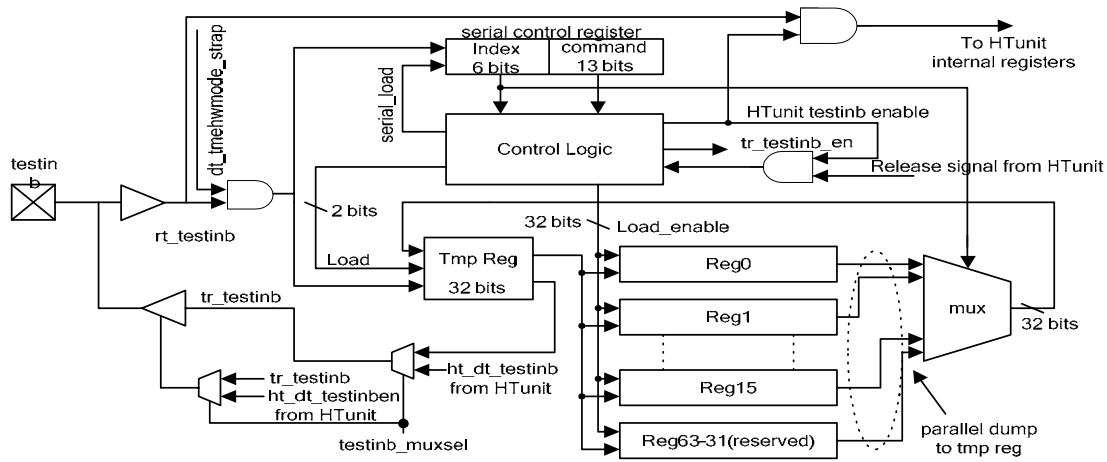 serial control register
Index
6 bits
command
13 bits
To HTunit
internal registers
dt_tmehwmode_strap
serial_load
HTunit testinb enable
Control Logic
tr_testinb_en
testin
b
Release signal from HTunit
2 bits
32 bits
Load_enable
rt_testinb
Load
Tmp Reg
32 bits
Reg0
mux
32 bits
tr_testinb
Reg1
ht_dt_testinb
from HTunit
tr_testinb
ht_dt_testinben
from HTunit
Reg15
testinb_muxsel
Reg63-31(reserved)
parallel dump
to tmp reg